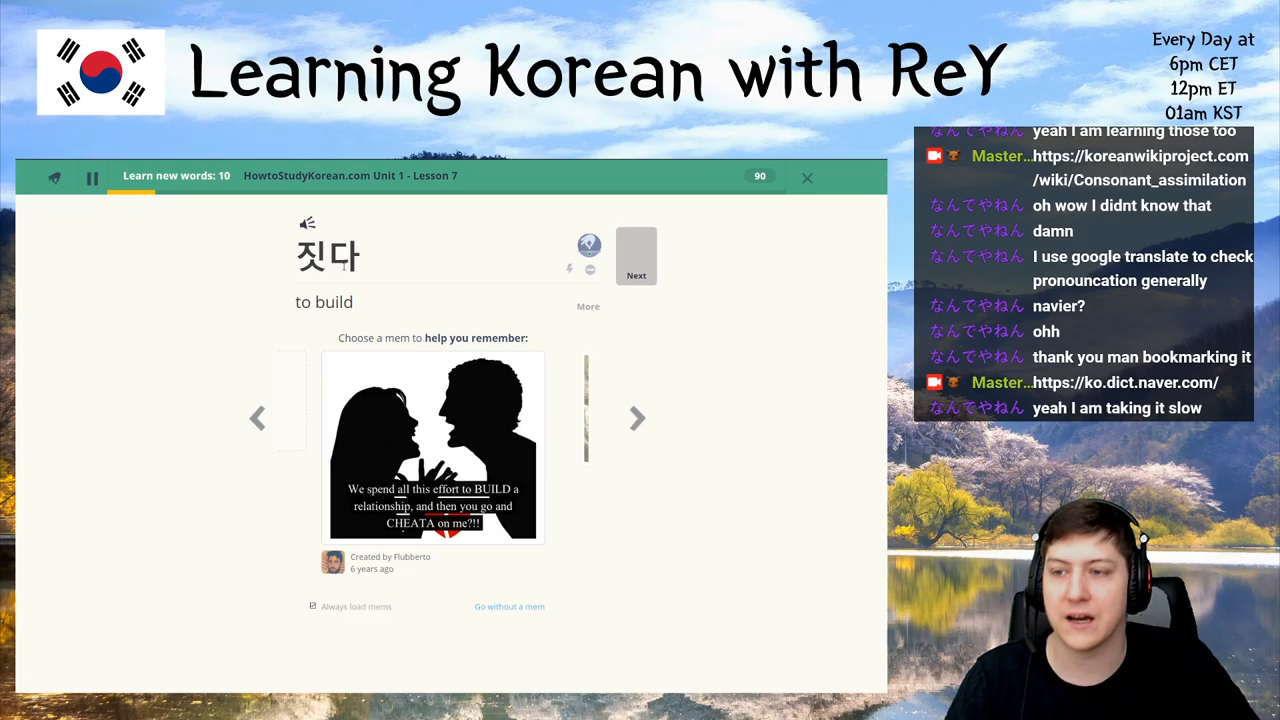 Learning Korean with ReY
Every Day at
6pm CET
12pm ET
01am KST
Learn new words: 10 HowtoStudyKorean.com Unit 1 - Lesson 7 90
짓다
Next
to build
More
Choose a mem to help you remember:
We spend all this effort to BUILD a
relationship, and then you go and
CHEATA on me?!!
Created by Flubberto
6 years ago
Always load mems
Go without a mem
なんでやねん yeah I am learning those too
Master... https://koreanwikiproject.com
/wiki/Consonant_assimilation
なんでやねん oh wow I didnt know that
なんでやねん damn
なんでやねん I use google translate to check
pronouncation generally
なんでやねん navier?
なんでやねん ohh
なんでやねん thank you man bookmarking it
Master... https://ko.dict.naver.com/
なんでやねん yeah I am taking it slow